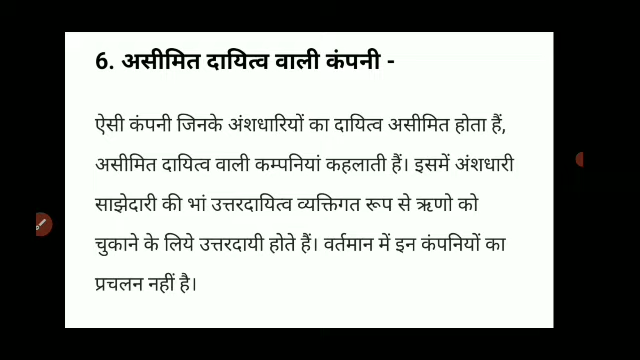 6. असीमित दायित्व वाली कंपनी -
ऐसी कंपनी जिनके अंशधारियों का दायित्व असीमित होता हैं,
असीमित दायित्व वाली कम्पनियां कहलाती हैं। इसमें अंशधारी
साझेदारी की भां उत्तरदायित्व व्यक्तिगत रूप से ऋणो को
चुकाने के लिये उत्तरदायी होते हैं। वर्तमान में इन कंपनियों का
प्रचलन नहीं है।